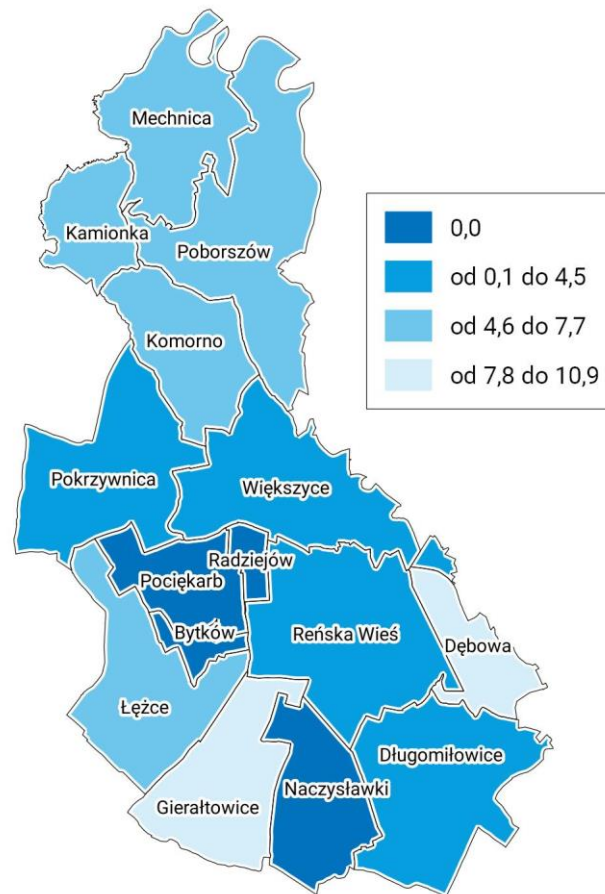 Mechnica
Kamionka
Poborszów
Komorno
Pokrzywnica
Większyce
Radziejów
Pociękarb
Bytków
Reńska Wieś
Dębowa
Łężce
Długomiłowice
Gierałtowice
Naczysławki
0,0
od 0,1 do 4,5
od 4,6 do 7,7
od 7,8 do 10,9